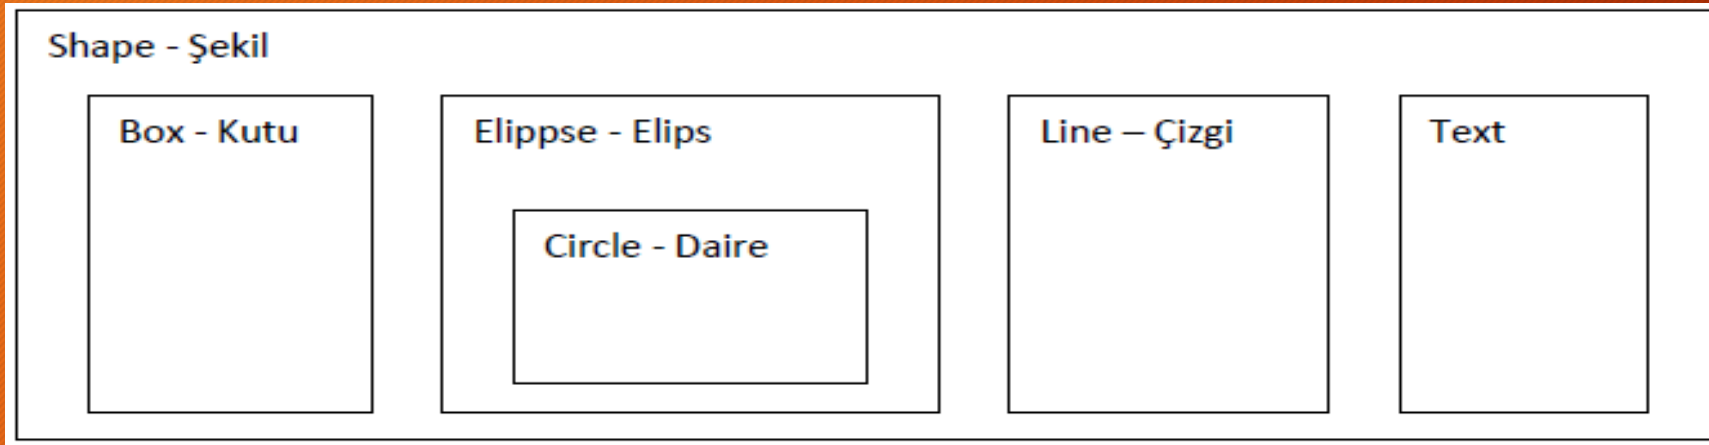 Shape - Şekil
Box - Kutu
Elippse - Elips
Line – Çizgi
Text
Circle - Daire